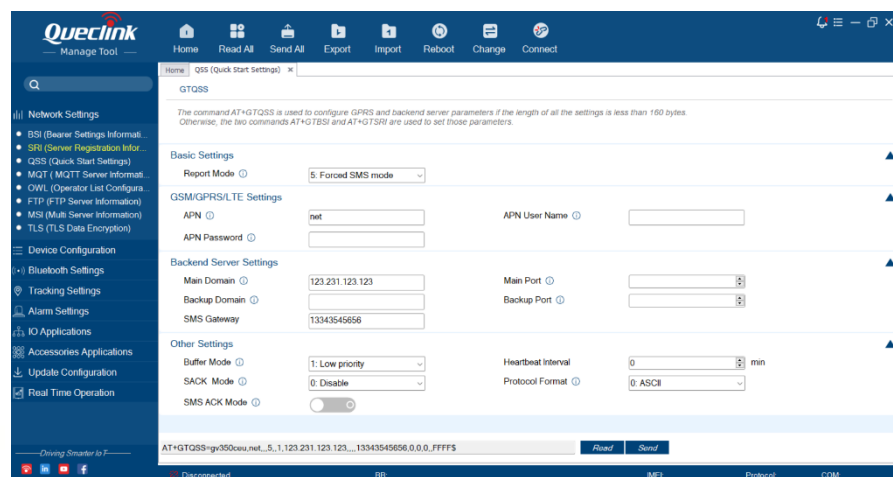 Queclink
Manage Tool
Home Read All Send All Export Import Reboot Change Connect
Home QSS (Quick Start Settings) ×
GTQSS
The command AT+GTQSS is used to configure GPRS and backend server parameters if the length of all the settings is less than 160 bytes.
Otherwise, the two commands AT+GTBSI and AT+GTSRI are used to set those parameters.
Network Settings
BSI (Bearer Settings Informati...
SRI (Server Registration Infor...
QSS (Quick Start Settings)
MQT ( MQTT Server Informati...
OWL (Operator List Configura...
FTP (FTP Server Information)
MSI (Multi Server Information)
TLS (TLS Data Encryption)
Device Configuration
Bluetooth Settings
Tracking Settings
Alarm Settings
IO Applications
Accessories Applications
Update Configuration
Real Time Operation
Driving Smarter IoT
Basic Settings
Report Mode 5: Forced SMS mode
GSM/GPRS/LTE Settings
APN net APN User Name
APN Password
Backend Server Settings
Main Domain 123.231.123.123 Main Port
Backup Domain Backup Port
SMS Gateway 13343545656
Other Settings
Buffer Mode 1: Low priority Heartbeat Interval 0 min
SACK Mode 0: Disable Protocol Format 0: ASCII
SMS ACK Mode
AT+GTQSS=gv350ceu,net,,,5,,1,123.231.123.123,,,,13343545656,0,0,0,,FFFF$ Read Send
Disconnected BB: IMEI: Protocol: COM: